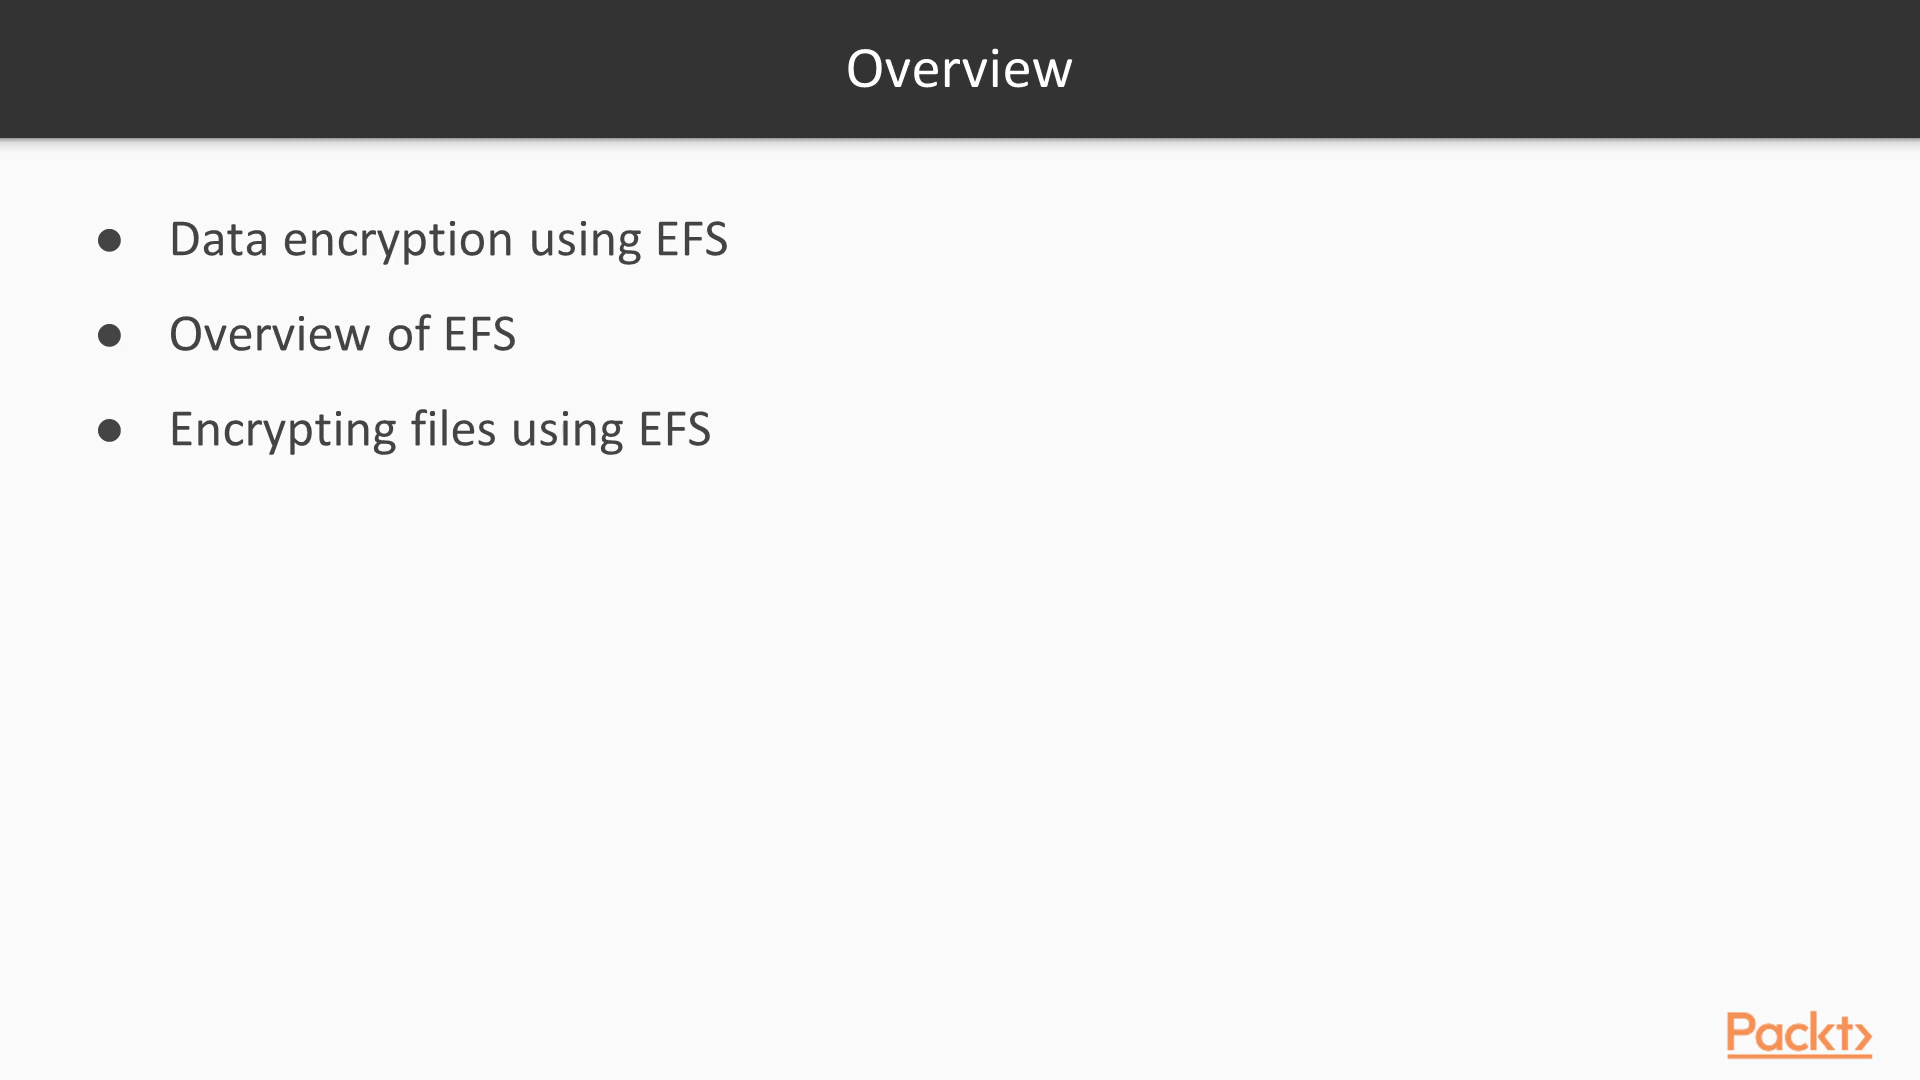 Overview
● Data encryption using EFS
● Overview of EFS
● Encrypting files using EFS
Packt>